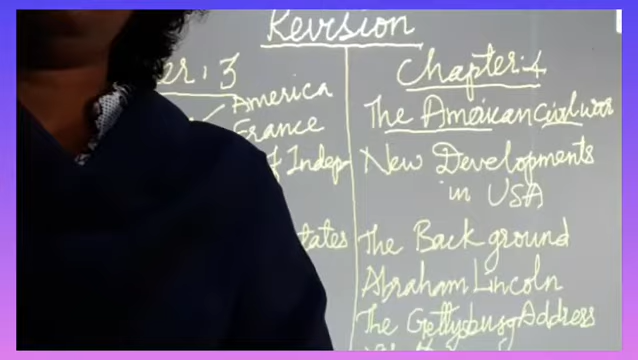 Revision
er: 3
America
France
f Indep
tates
Chapter: 4
The American Civil war
New Developments
in USA
The Background
Abraham Lincoln
The Gettysburg Address